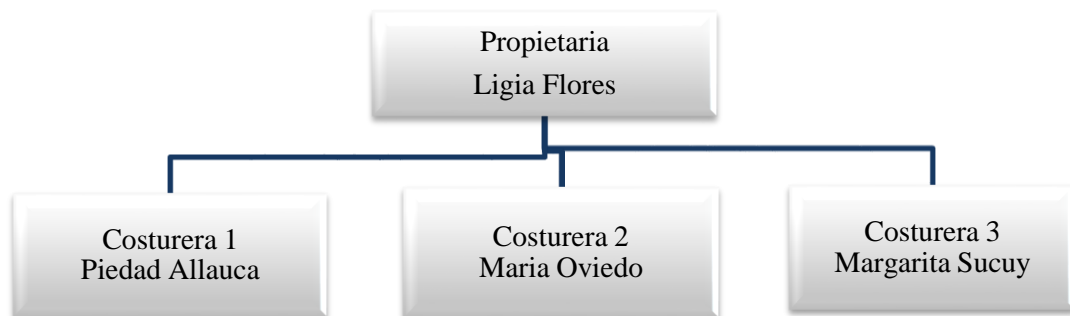 Propietaria
Ligia Flores
Costurera 1
Piedad Allauca
Costurera 2
Maria Oviedo
Costurera 3
Margarita Sucuy